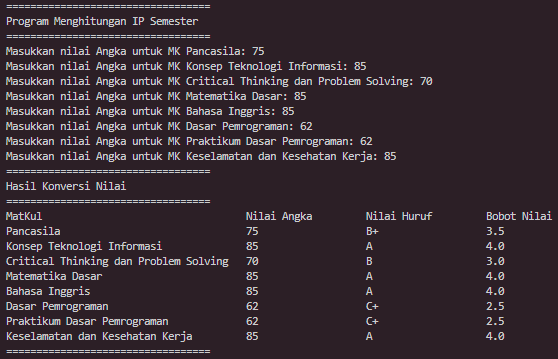 ==================================
Program Menghitungan IP Semester
==================================
Masukkan nilai Angka untuk MK Pancasila: 75
Masukkan nilai Angka untuk MK Konsep Teknologi Informasi: 85
Masukkan nilai Angka untuk MK Critical Thinking dan Problem Solving: 70
Masukkan nilai Angka untuk MK Matematika Dasar: 85
Masukkan nilai Angka untuk MK Bahasa Inggris: 85
Masukkan nilai Angka untuk MK Dasar Pemrograman: 62
Masukkan nilai Angka untuk MK Praktikum Dasar Pemrograman: 62
Masukkan nilai Angka untuk MK Keselamatan dan Kesehatan Kerja: 85
==================================
Hasil Konversi Nilai
==================================
MatKul Nilai Angka Nilai Huruf Bobot Nilai
Pancasila 75 B+ 3.5
Konsep Teknologi Informasi 85 A 4.0
Critical Thinking dan Problem Solving 70 B 3.0
Matematika Dasar 85 A 4.0
Bahasa Inggris 85 A 4.0
Dasar Pemrograman 62 C+ 2.5
Praktikum Dasar Pemrograman 62 C+ 2.5
Keselamatan dan Kesehatan Kerja 85 A 4.0
==================================